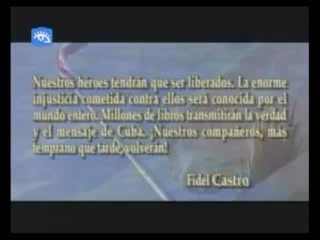 Nuestros héroes tendrán que ser liberados. La enorme
injusticia cometida contra ellos será conocida por el
mundo entero. Millones de libros transmitirán la verdad
y el mensaje de Cuba. ¡Nuestros compañeros, más
temprano que tarde, volverán!
Fidel Castro